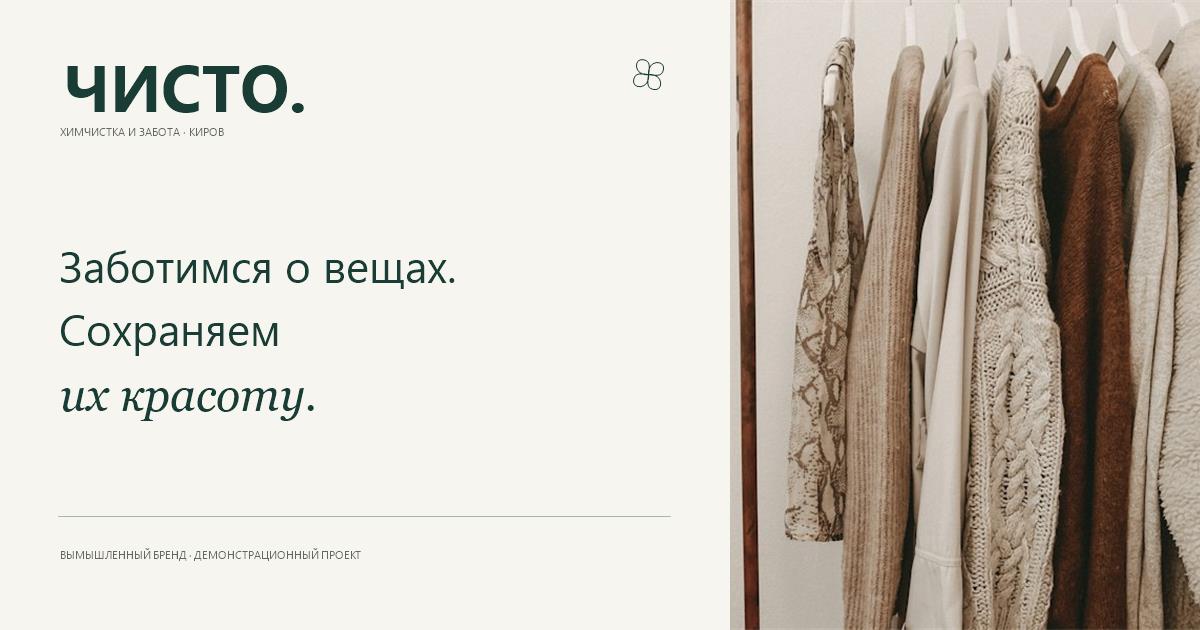 ЧИСТО.
ХИМЧИСТКА И ЗАБОТА · КИРОВ
Заботимся о вещах.
Сохраняем
их красоту.
ВЫМЫШЛЕННЫЙ БРЕНД · ДЕМОНСТРАЦИОННЫЙ ПРОЕКТ